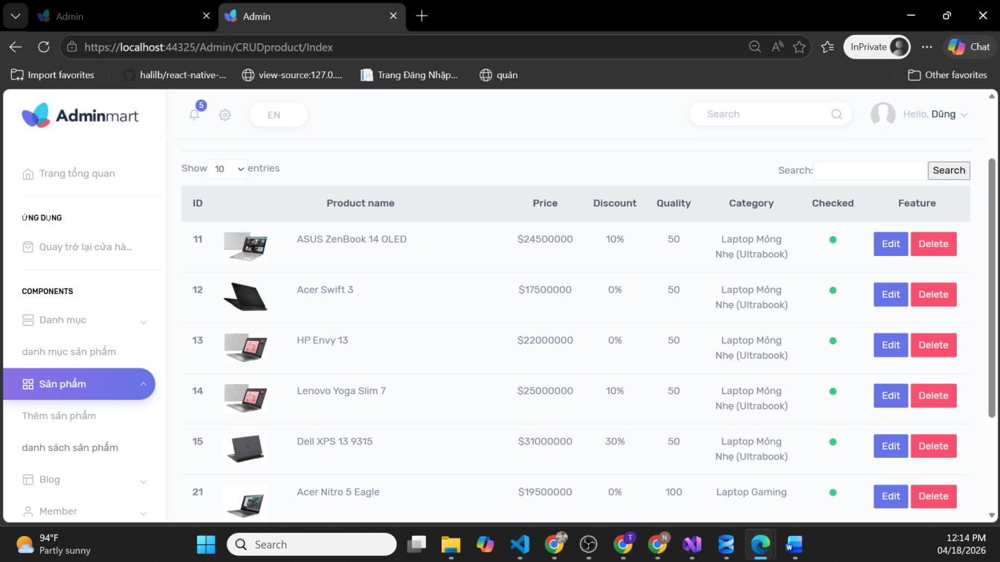 Admin
Admin
https://localhost:44325/Admin/CRUDproduct/Index
InPrivate
Chat
Import favorites
halilb/react-native-...
view-source:127.0....
Trang Đăng Nhập...
quản
Other favorites
Adminmart
5
EN
Search
Hello, Dũng
Trang tổng quan
ỨNG DỤNG
Quay trở lại cửa hà...
COMPONENTS
Danh mục
danh mục sản phẩm
Sản phẩm
Thêm sản phẩm
danh sách sản phẩm
Blog
Member
Show 10 entries
Search: Search
ID Product name Price Discount Quality Category Checked Feature
11 ASUS ZenBook 14 OLED $24500000 10% 50 Laptop Mỏng Edit Delete
Nhẹ (Ultrabook)
12 Acer Swift 3 $17500000 0% 50 Laptop Mỏng Edit Delete
Nhẹ (Ultrabook)
13 HP Envy 13 $22000000 0% 50 Laptop Mỏng Edit Delete
Nhẹ (Ultrabook)
14 Lenovo Yoga Slim 7 $25000000 10% 50 Laptop Mỏng Edit Delete
Nhẹ (Ultrabook)
15 Dell XPS 13 9315 $31000000 30% 50 Laptop Mỏng Edit Delete
Nhẹ (Ultrabook)
21 Acer Nitro 5 Eagle $19500000 0% 100 Laptop Gaming Edit Delete
94°F
Partly sunny
Search
T
N
12:14 PM
04/18/2026